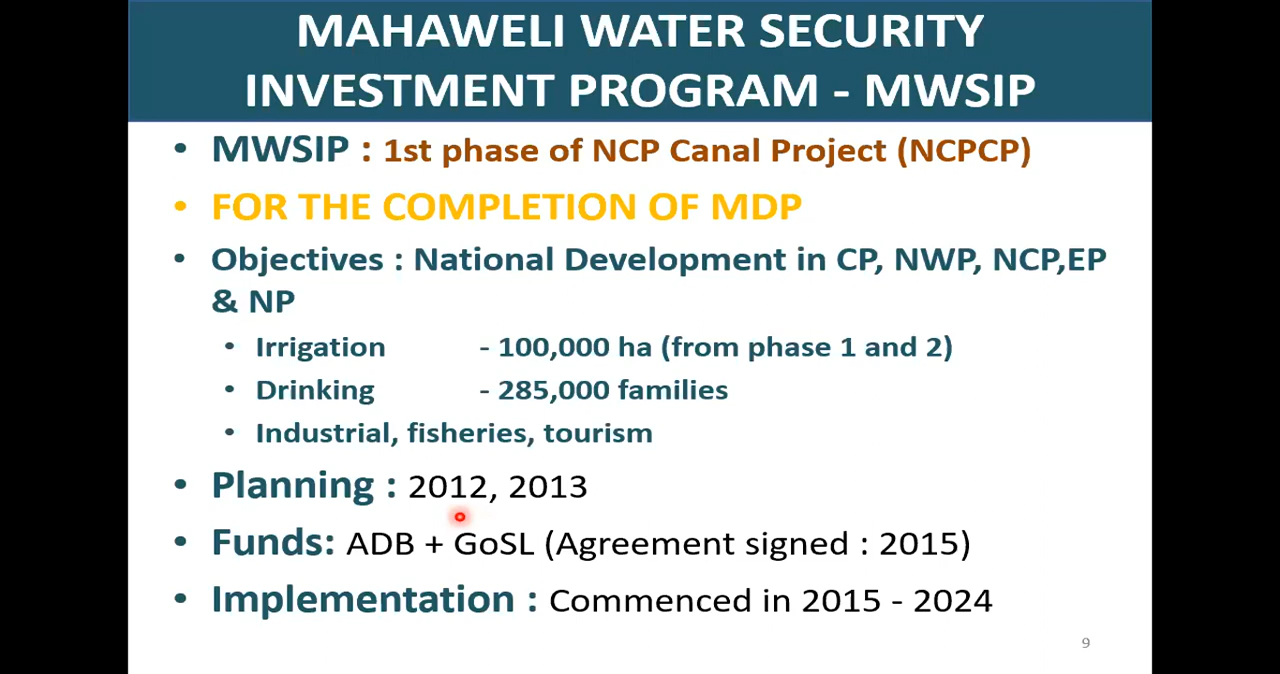 MAHAWELI WATER SECURITY
INVESTMENT PROGRAM - MWSIP
• MWSIP : 1st phase of NCP Canal Project (NCPCP)
• FOR THE COMPLETION OF MDP
• Objectives : National Development in CP, NWP, NCP,EP
& NP
• Irrigation - 100,000 ha (from phase 1 and 2)
• Drinking - 285,000 families
• Industrial, fisheries, tourism
• Planning : 2012, 2013
• Funds: ADB + GoSL (Agreement signed : 2015)
• Implementation : Commenced in 2015 - 2024
9